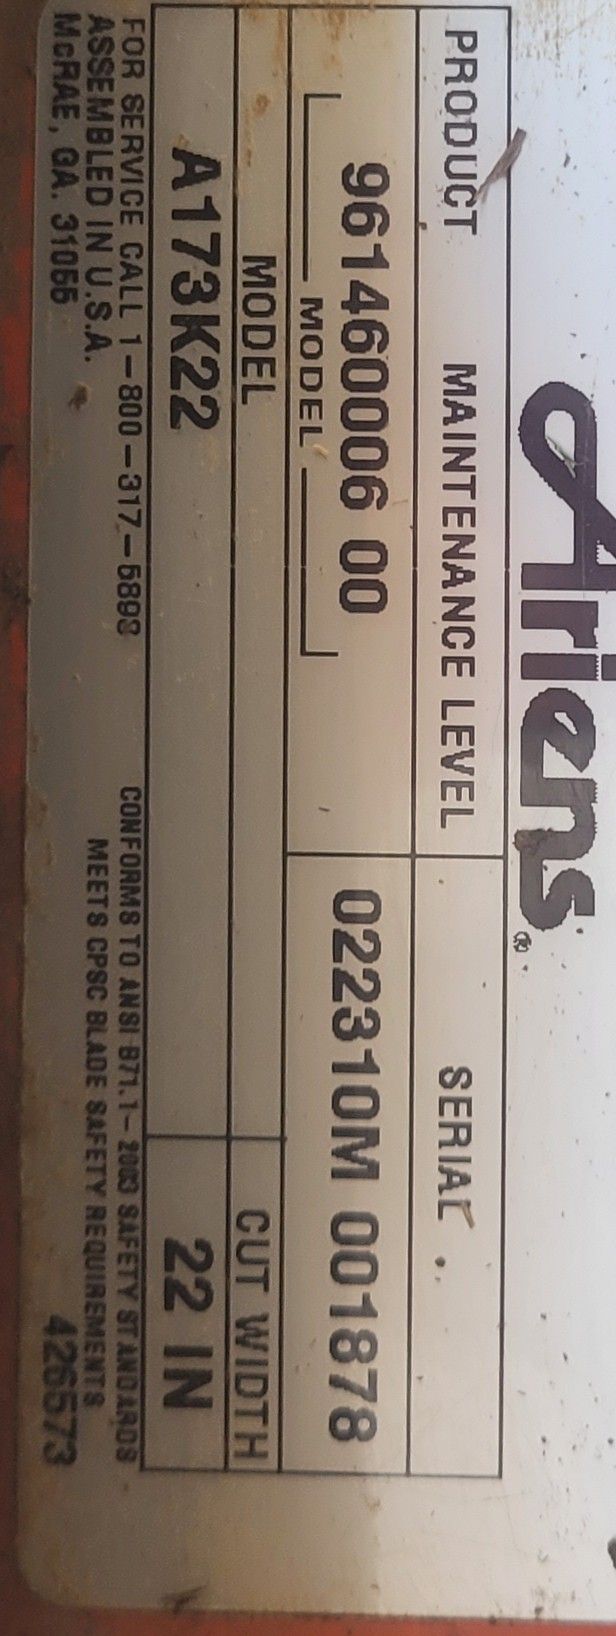 Ariens®
PRODUCT MAINTENANCE LEVEL SERIAL
961460006 00 022310M 001878
MODEL
MODEL CUT WIDTH
A173K22 22 IN
FOR SERVICE CALL 1-800-317-5893 CONFORMS TO ANSI B71.1-2003 SAFETY STANDARDS
ASSEMBLED IN U.S.A. MEETS CPSC BLADE SAFETY REQUIREMENTS
McRAE, GA. 31055 426573